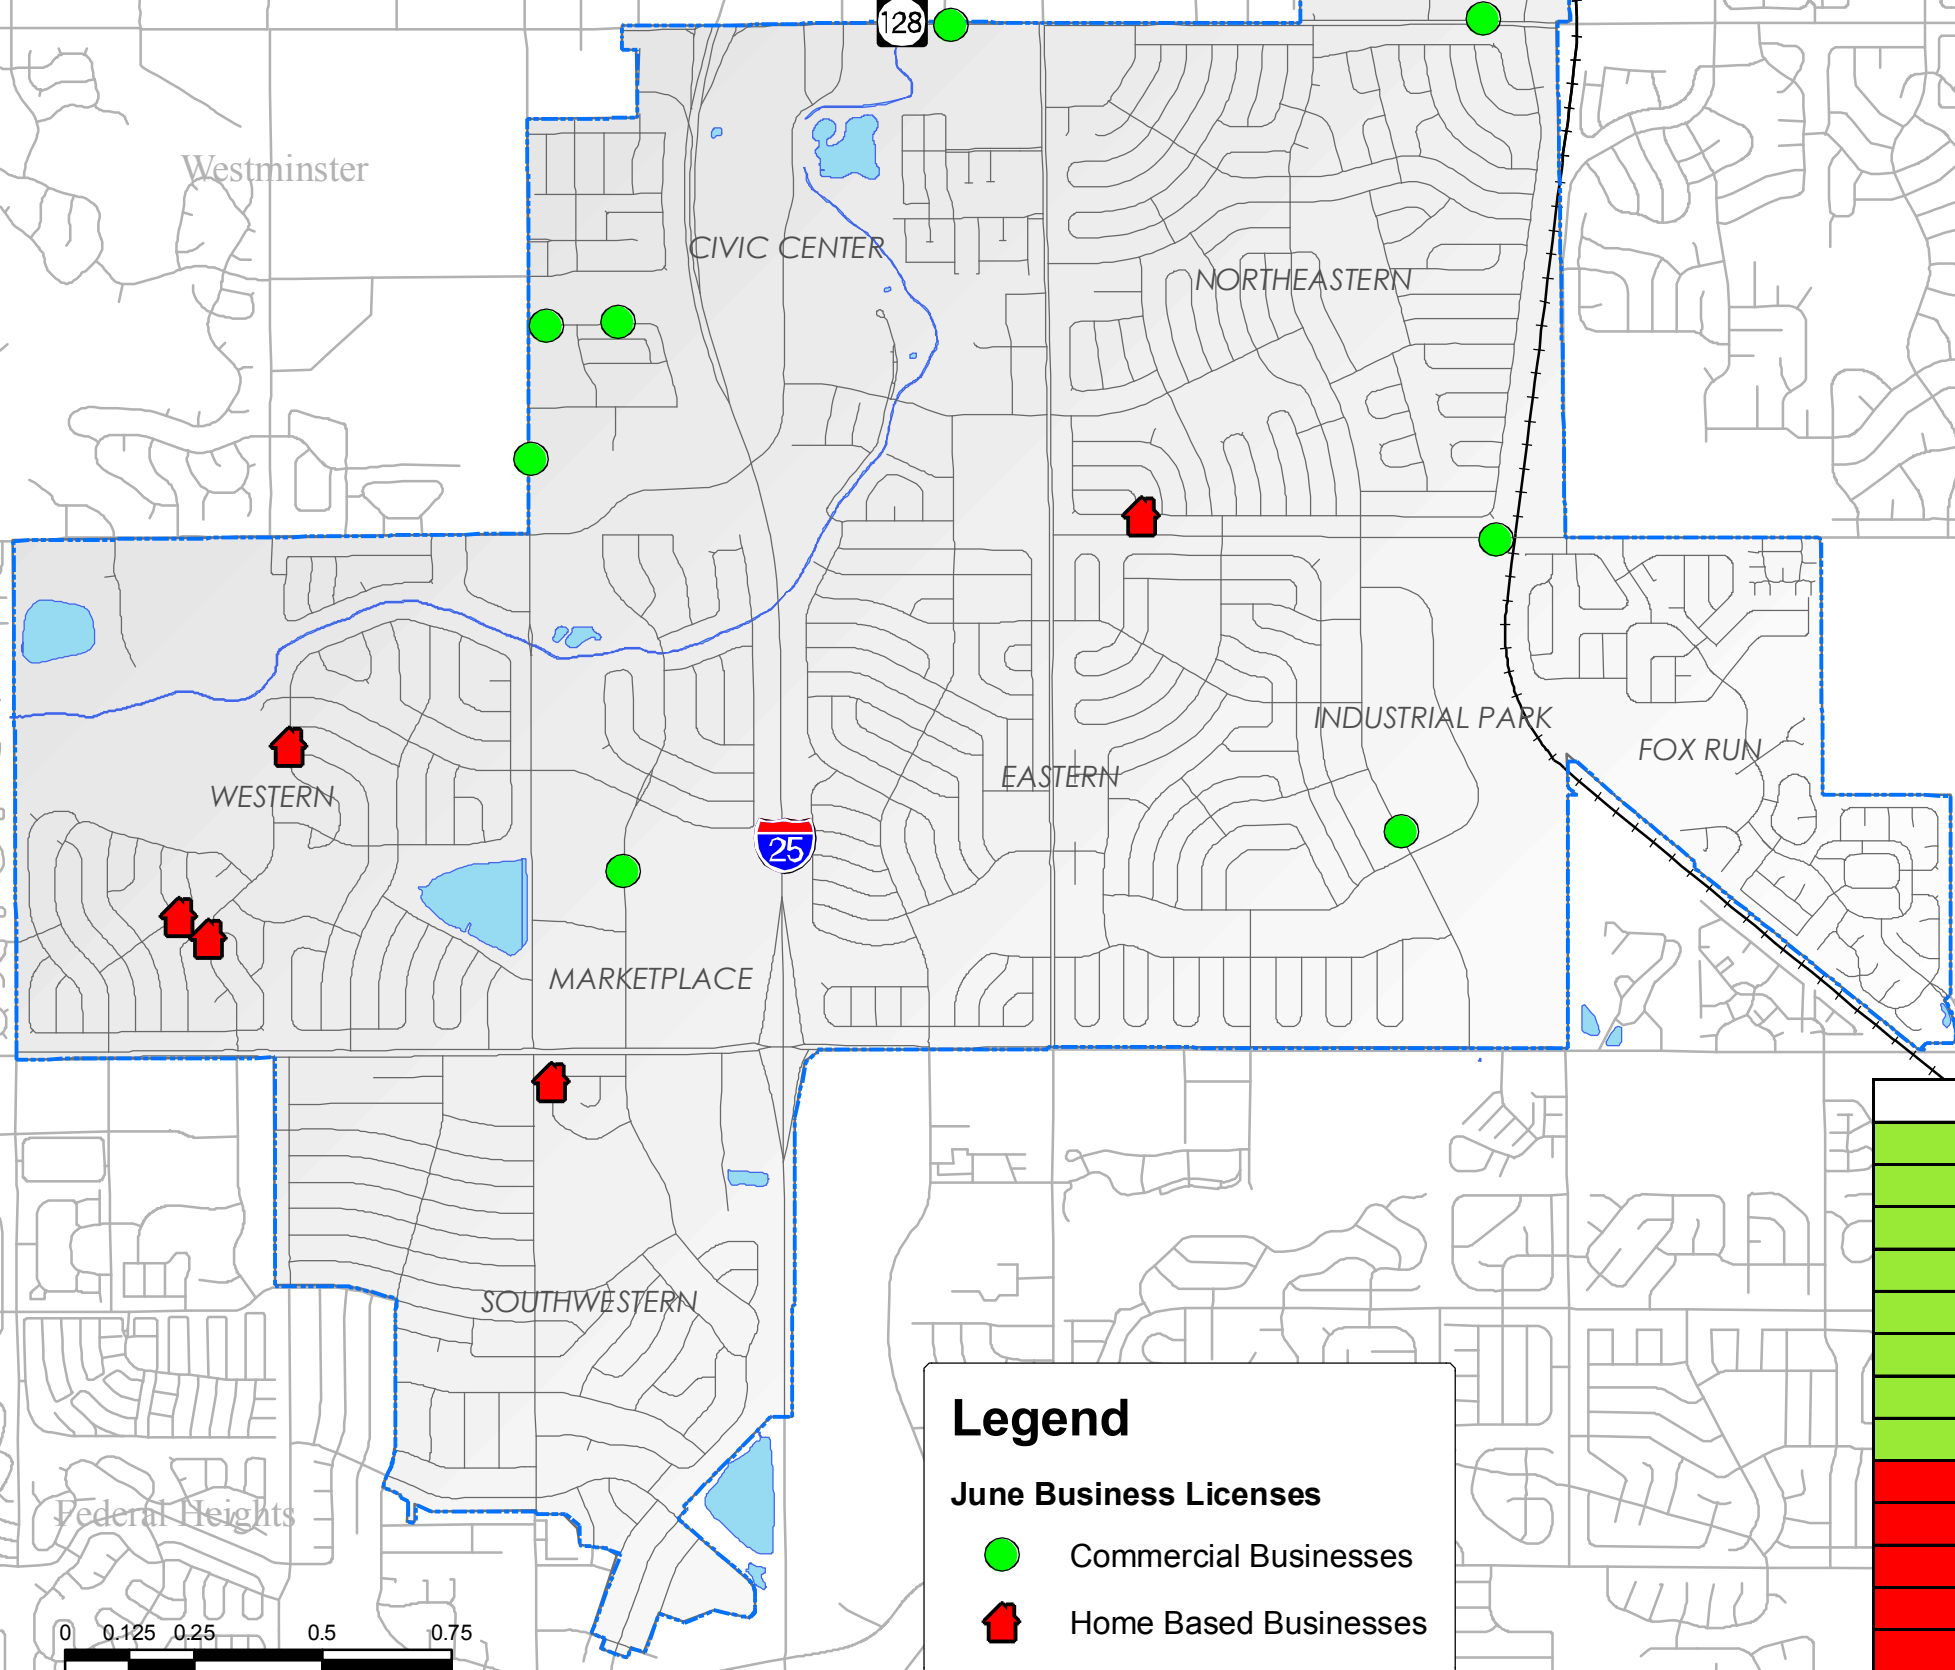 128
Westminster
CIVIC CENTER
NORTHEASTERN
INDUSTRIAL PARK
FOX RUN
EASTERN
WESTERN
25
MARKETPLACE
SOUTHWESTERN
Federal Heights
Legend
June Business Licenses
Commercial Businesses
Home Based Businesses
0 0.125 0.25 0.5 0.75